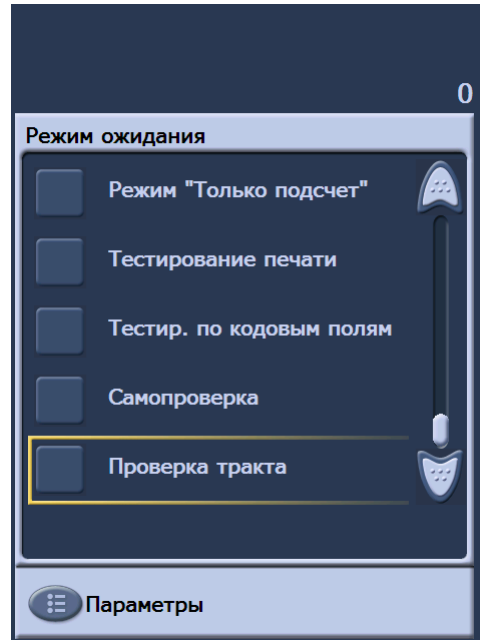 0
Режим ожидания
Режим "Только подсчет"
Тестирование печати
Тестир. по кодовым полям
Самопроверка
Проверка тракта
Параметры